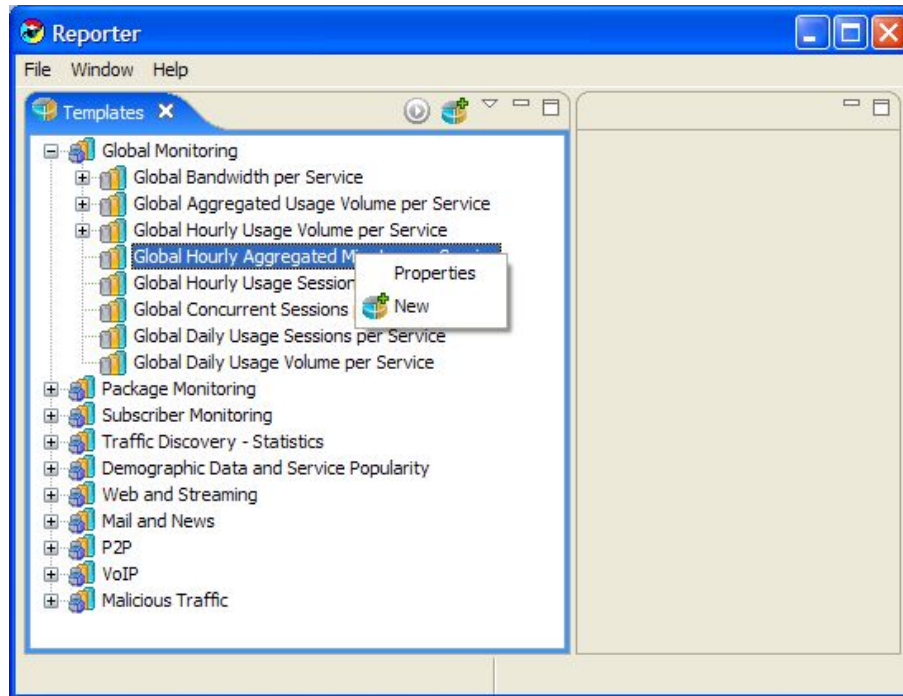 Reporter
File Window Help
Templates
Global Monitoring
Global Bandwidth per Service
Global Aggregated Usage Volume per Service
Global Hourly Usage Volume per Service
Global Hourly Aggregated
Properties
Global Hourly Usage Session
New
Global Concurrent Sessions
Global Daily Usage Sessions per Service
Global Daily Usage Volume per Service
Package Monitoring
Subscriber Monitoring
Traffic Discovery - Statistics
Demographic Data and Service Popularity
Web and Streaming
Mail and News
P2P
VoIP
Malicious Traffic